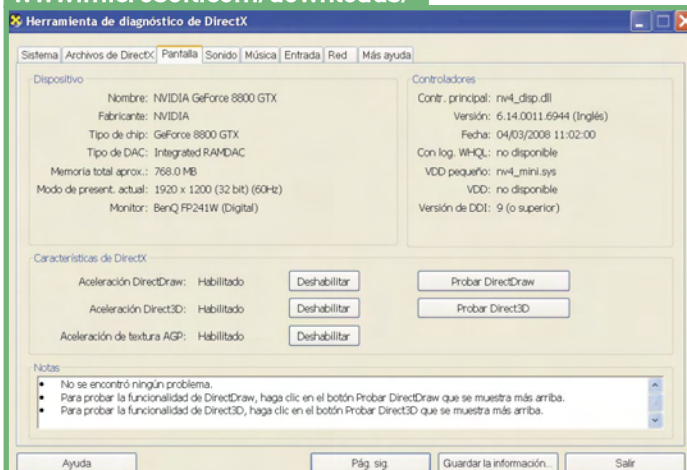 www.microsoft.com/downloads/
Herramienta de diagnóstico de DirectX
Sistema Archivos de DirectX Pantalla Sonido Música Entrada Red Más ayuda
Dispositivo
Nombre: NVIDIA GeForce 8800 GTX
Fabricante: NVIDIA
Tipo de chip: GeForce 8800 GTX
Tipo de DAC: Integrated RAMDAC
Memoria total aprox.: 768.0 MB
Modo de present. actual: 1920 x 1200 (32 bit) (60Hz)
Monitor: BenQ FP241W (Digital)
Controladores
Contr. principal: nv4_disp.dll
Versión: 6.14.0011.6944 (Inglés)
Fecha: 04/03/2008 11:02:00
Con log. WHQL: no disponible
VDD pequeño: nv4_mini.sys
VDD: no disponible
Versión de DDI: 9 (o superior)
Características de DirectX
Aceleración DirectDraw: Habilitado Deshabilitar Probar DirectDraw
Aceleración Direct3D: Habilitado Deshabilitar Probar Direct3D
Aceleración de textura AGP: Habilitado Deshabilitar
Notas
• No se encontró ningún problema.
• Para probar la funcionalidad de DirectDraw, haga clic en el botón Probar DirectDraw que se muestra más arriba.
• Para probar la funcionalidad de Direct3D, haga clic en el botón Probar Direct3D que se muestra más arriba.
Ayuda Pág. sig. Guardar la información... Salir